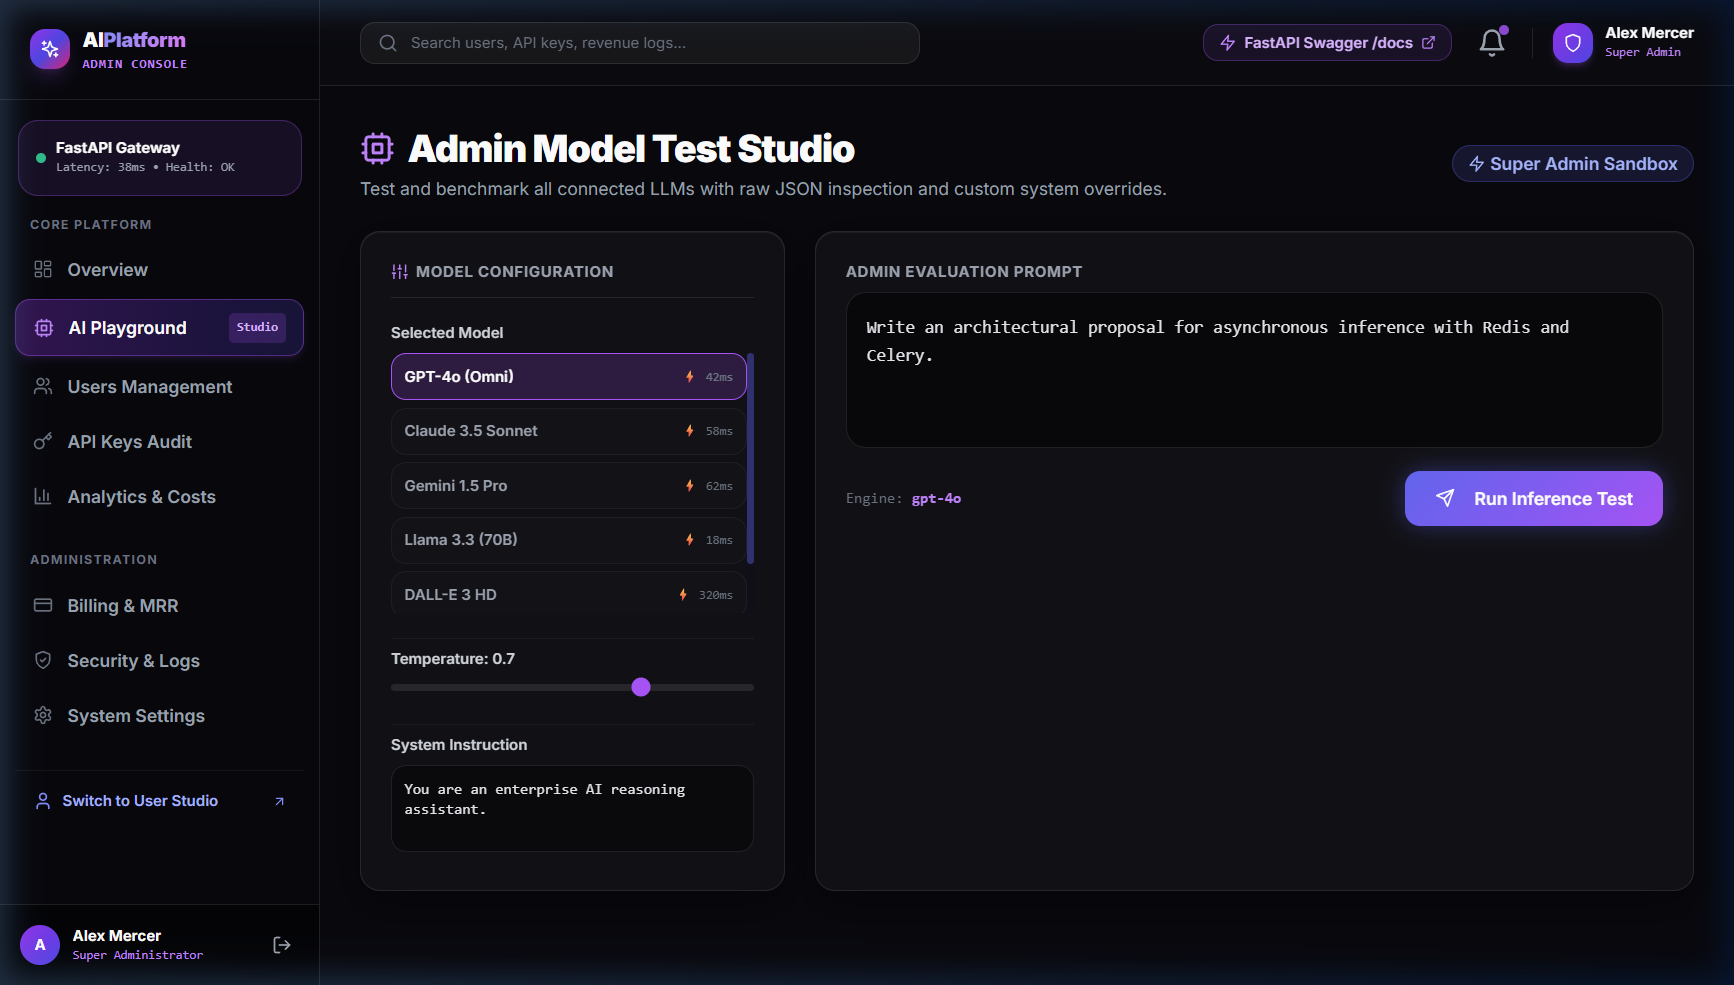 AIPlatform
ADMIN CONSOLE
Search users, API keys, revenue logs...
FastAPI Swagger /docs
Alex Mercer
Super Admin
FastAPI Gateway
Latency: 38ms • Health: OK
CORE PLATFORM
Overview
AI Playground
Studio
Users Management
API Keys Audit
Analytics & Costs
ADMINISTRATION
Billing & MRR
Security & Logs
System Settings
Switch to User Studio
A
Alex Mercer
Super Administrator
Admin Model Test Studio
Test and benchmark all connected LLMs with raw JSON inspection and custom system overrides.
Super Admin Sandbox
MODEL CONFIGURATION
Selected Model
GPT-4o (Omni) 42ms
Claude 3.5 Sonnet 58ms
Gemini 1.5 Pro 62ms
Llama 3.3 (70B) 18ms
DALL-E 3 HD 320ms
Temperature: 0.7
System Instruction
You are an enterprise AI reasoning
assistant.
ADMIN EVALUATION PROMPT
Write an architectural proposal for asynchronous inference with Redis and
Celery.
Engine: gpt-4o
Run Inference Test